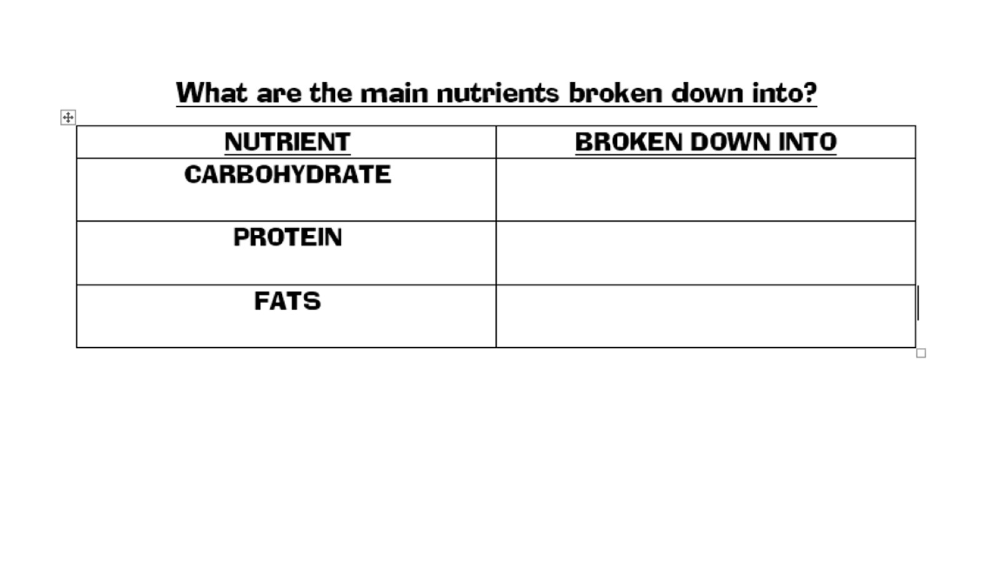 What are the main nutrients broken down into?
NUTRIENT
BROKEN DOWN INTO
CARBOHYDRATE
PROTEIN
FATS